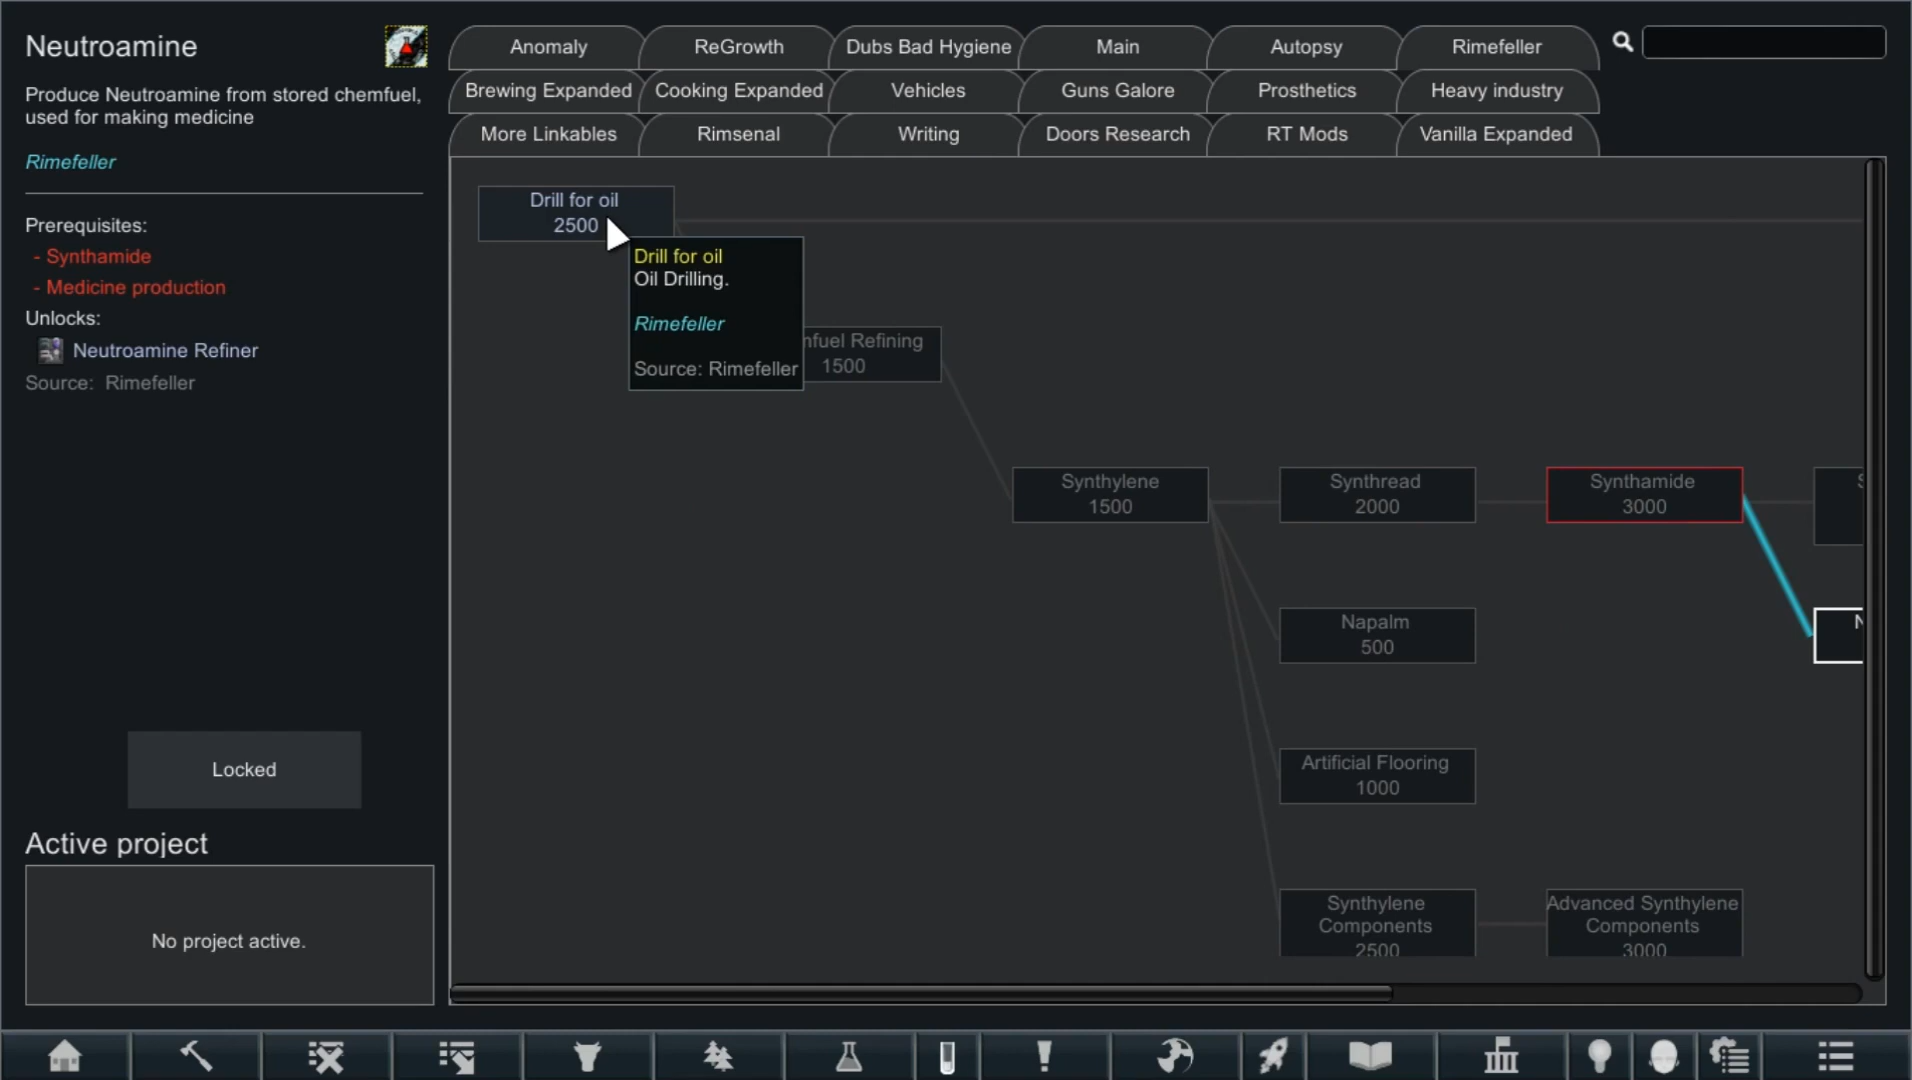 Neutroamine
Produce Neutroamine from stored chemfuel,
used for making medicine
Rimefeller
Prerequisites:
- Synthamide
- Medicine production
Unlocks:
Neutroamine Refiner
Source: Rimefeller
Locked
Active project
No project active.
Anomaly
ReGrowth
Dubs Bad Hygiene
Main
Autopsy
Rimefeller
Brewing Expanded
Cooking Expanded
Vehicles
Guns Galore
Prosthetics
Heavy industry
More Linkables
Rimsenal
Writing
Doors Research
RT Mods
Vanilla Expanded
Drill for oil
2500
Drill for oil
Oil Drilling.
Rimefeller
Source: Rimefeller
nfuel Refining
1500
Synthylene
1500
Synthread
2000
Synthamide
3000
Napalm
500
N
Artificial Flooring
1000
Synthylene
Components
2500
Advanced Synthylene
Components
3000